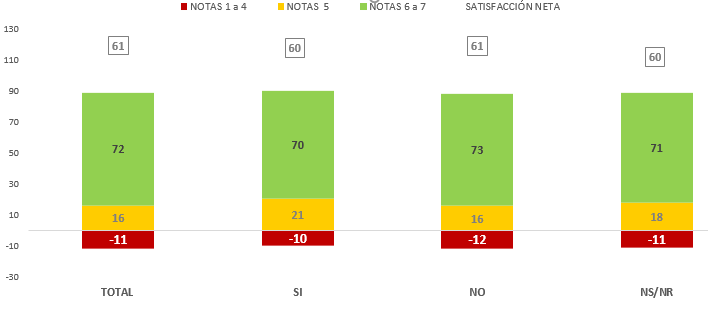 NOTAS 1 a 4 NOTAS 5 NOTAS 6 a 7 SATISFACCIÓN NETA
130
61 60 61 60
110
90
72 70 73 71
70
50
30
16 21 16 18
10
-11 -10 -12 -11
-10
-30
TOTAL SI NO NS/NR